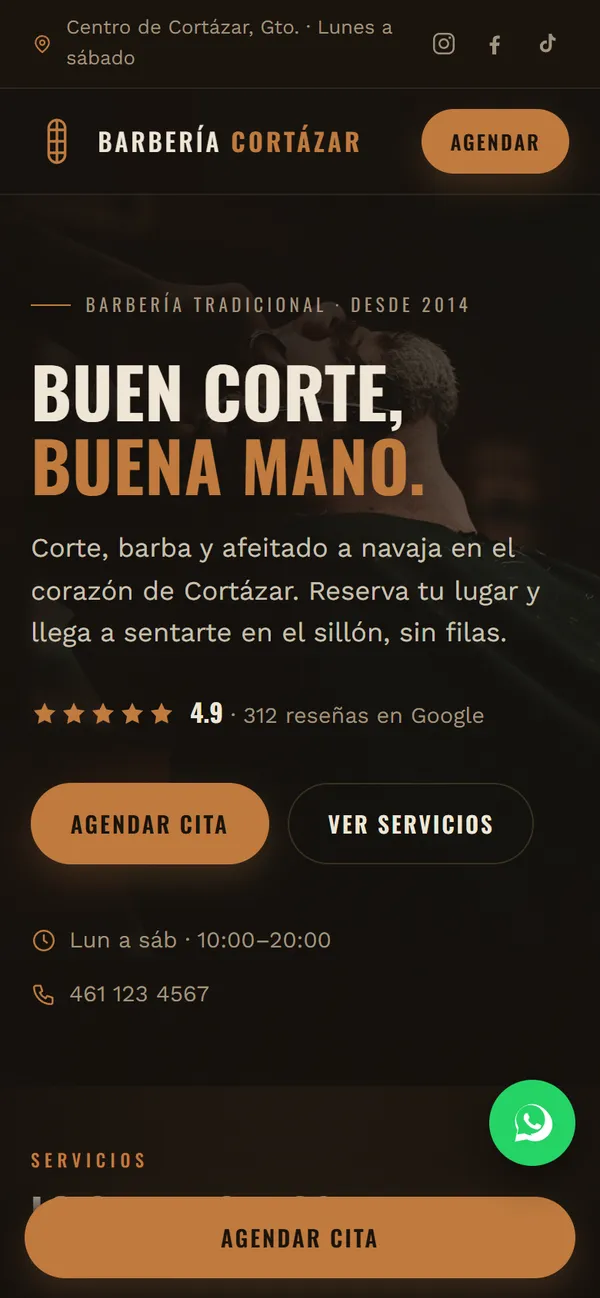 Centro de Cortázar, Gto. · Lunes a
sábado
BARBERÍA CORTÁZAR
AGENDAR
BARBERÍA TRADICIONAL · DESDE 2014
BUEN CORTE,
BUENA MANO.
Corte, barba y afeitado a navaja en el
corazón de Cortázar. Reserva tu lugar y
llega a sentarte en el sillón, sin filas.
4.9 · 312 reseñas en Google
AGENDAR CITA
VER SERVICIOS
Lun a sáb · 10:00–20:00
461 123 4567
SERVICIOS
AGENDAR CITA